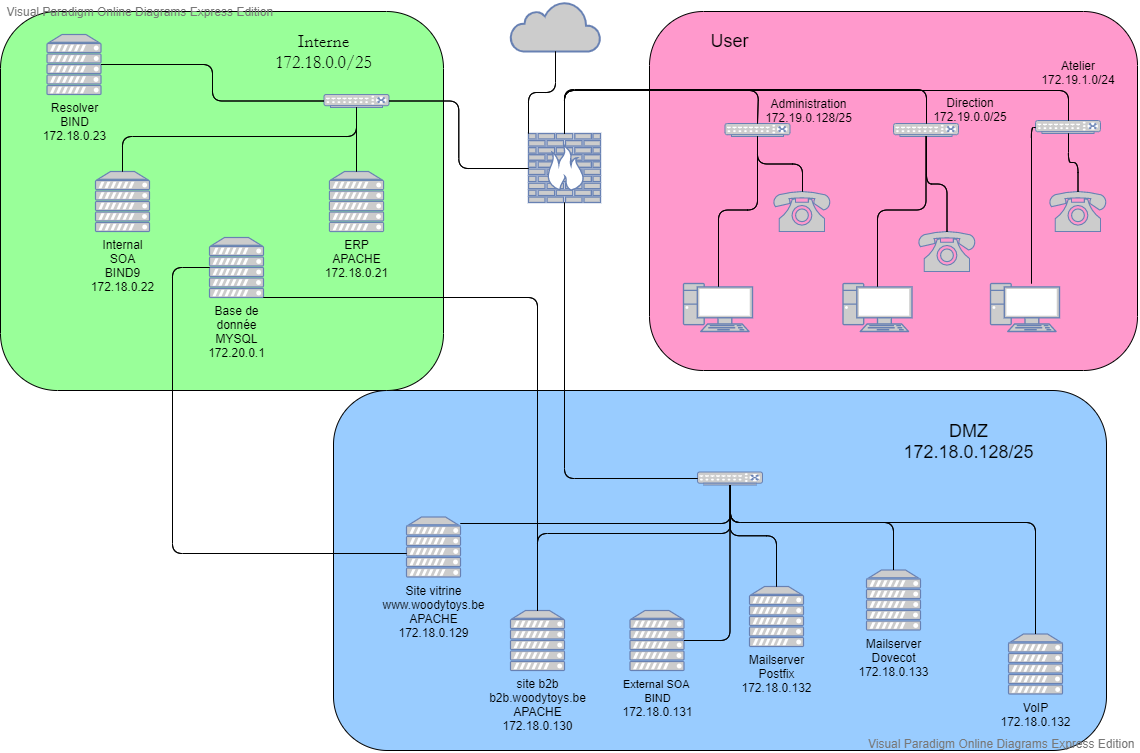 Visual Paradigm Online Diagrams Express Edition
Interne
172.18.0.0/25
Resolver
BIND
172.18.0.23
Internal
SOA
BIND9
172.18.0.22
ERP
APACHE
172.18.0.21
Base de
donnée
MYSQL
172.20.0.1
User
Administration
172.19.0.128/25
Direction
172.19.0.0/25
Atelier
172.19.1.0/24
DMZ
172.18.0.128/25
Site vitrine
www.woodytoys.be
APACHE
172.18.0.129
site b2b
b2b.woodytoys.be
APACHE
172.18.0.130
External SOA
BIND
172.18.0.131
Mailserver
Postfix
172.18.0.132
Mailserver
Dovecot
172.18.0.133
VoIP
172.18.0.132
Visual Paradigm Online Diagrams Express Edition